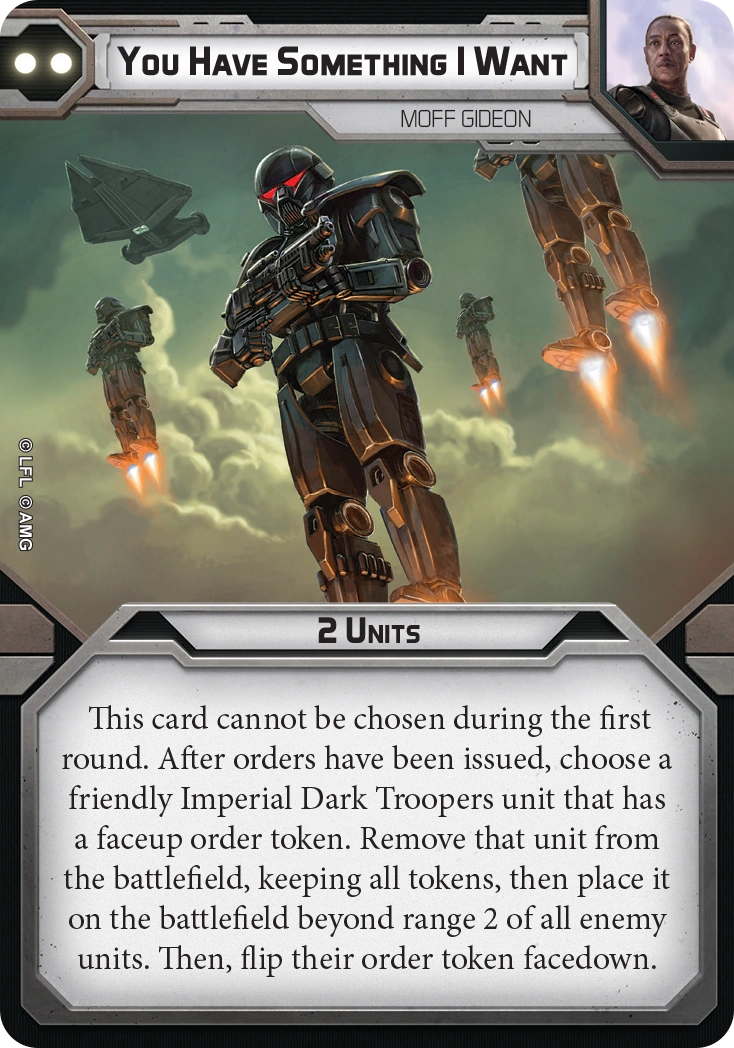 You Have Something I Want
MOFF GIDEON
© LFL © AMG
2 Units
This card cannot be chosen during the first
round. After orders have been issued, choose a
friendly Imperial Dark Troopers unit that has
a faceup order token. Remove that unit from
the battlefield, keeping all tokens, then place it
on the battlefield beyond range 2 of all enemy
units. Then, flip their order token facedown.